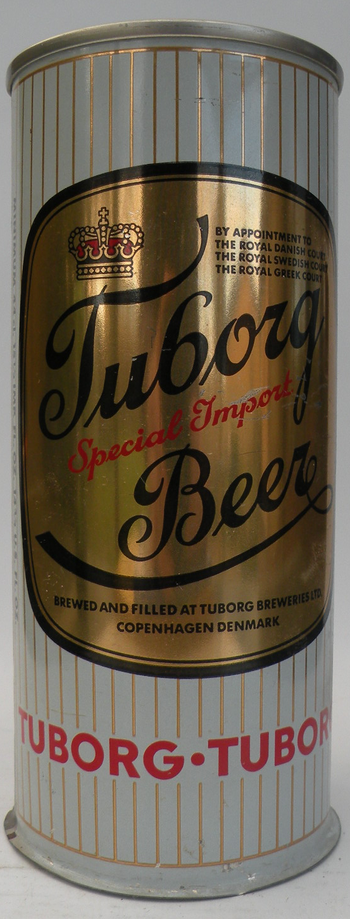 BY APPOINTMENT TO
THE ROYAL DANISH COURT
THE ROYAL SWEDISH COURT
THE ROYAL GREEK COURT
Tuborg
Special Import
Beer
BREWED AND FILLED AT TUBORG BREWERIES LTD.
COPENHAGEN DENMARK
TUBORG•TUBOR